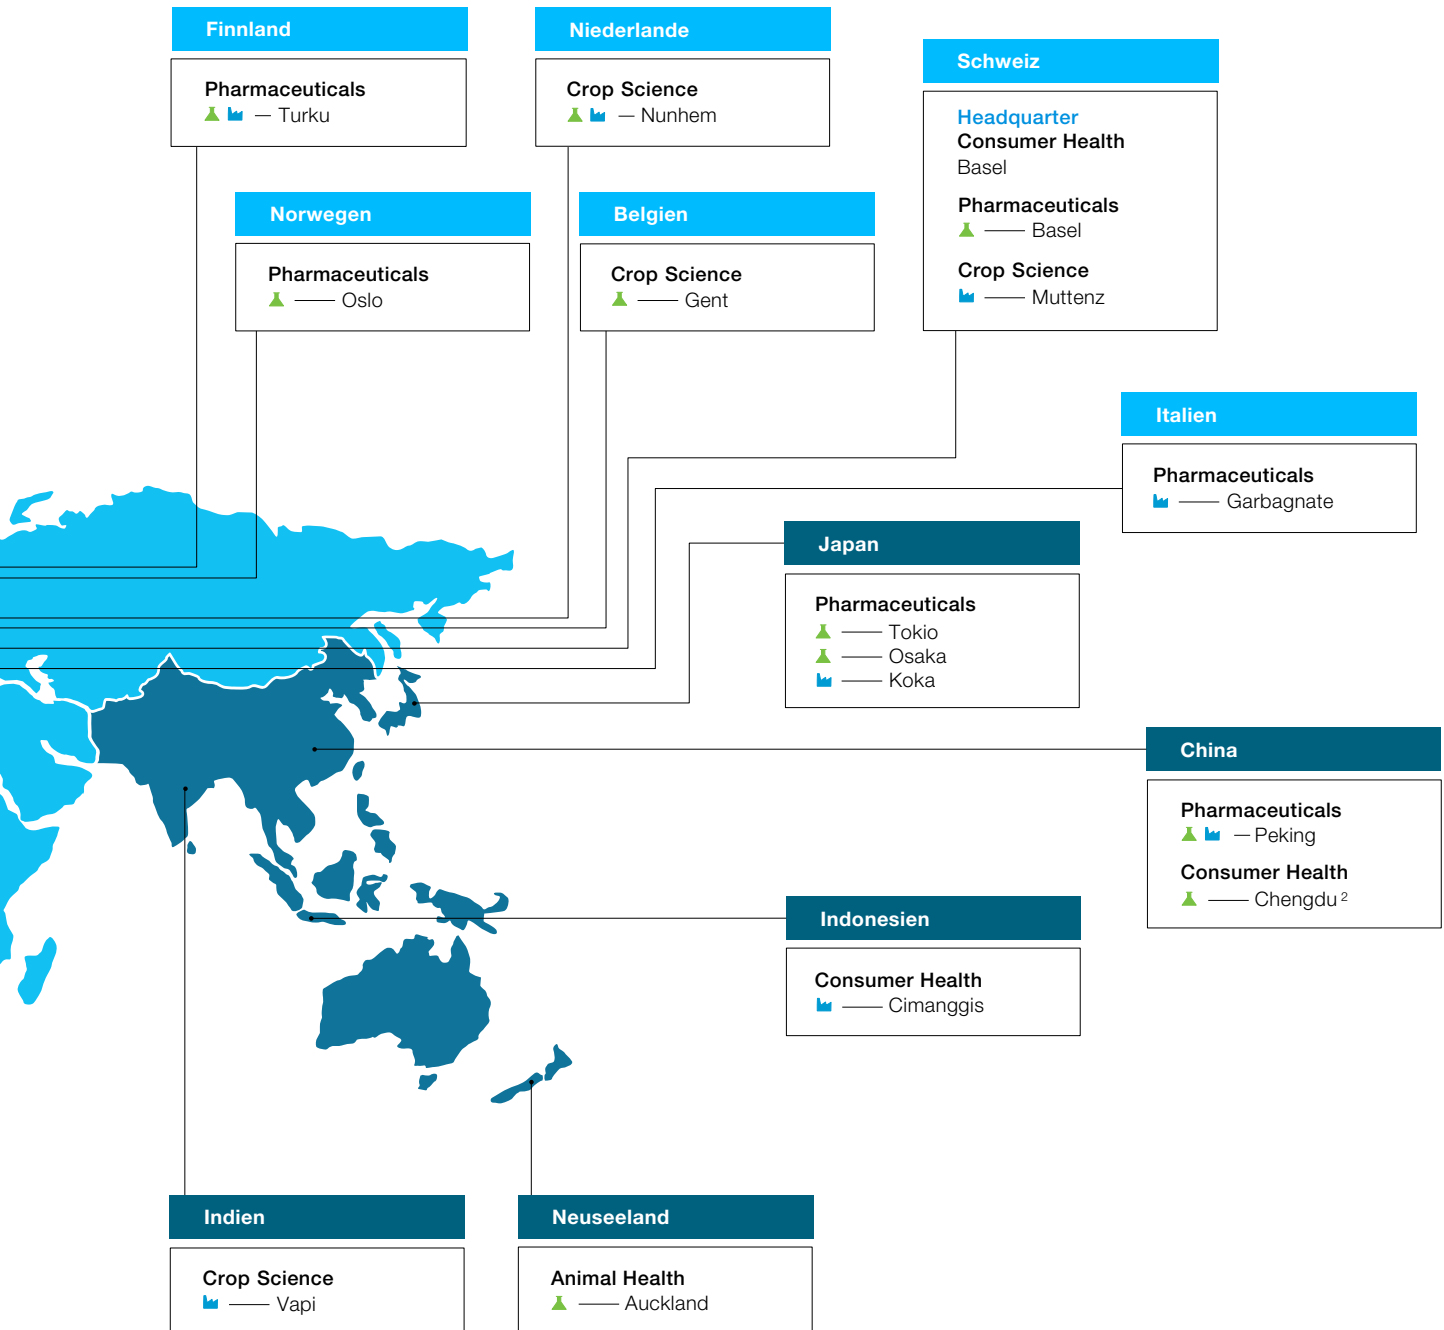 Finnland
Pharmaceuticals
— Turku
Niederlande
Crop Science
— Nunhem
Schweiz
Headquarter
Consumer Health
Basel
Pharmaceuticals
— Basel
Crop Science
— Muttenz
Norwegen
Pharmaceuticals
— Oslo
Belgien
Crop Science
— Gent
Italien
Pharmaceuticals
— Garbagnate
Japan
Pharmaceuticals
— Tokio
— Osaka
— Koka
China
Pharmaceuticals
— Peking
Consumer Health
— Chengdu ²
Indonesien
Consumer Health
— Cimanggis
Indien
Crop Science
— Vapi
Neuseeland
Animal Health
— Auckland